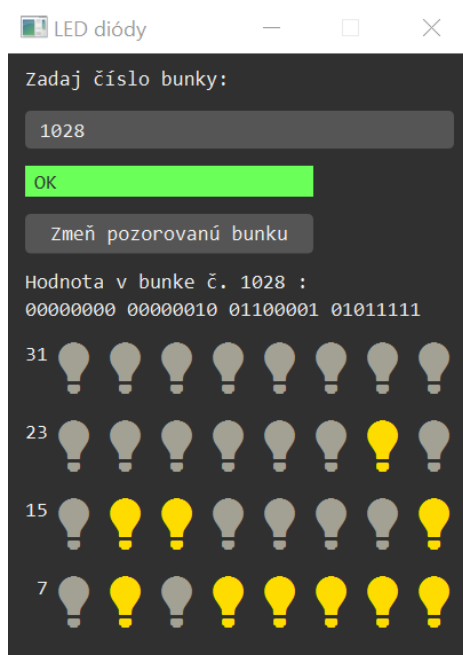 LED diódy
Zadaj číslo bunky:
1028
OK
Zmeň pozorovanú bunku
Hodnota v bunke č. 1028 :
00000000 00000010 01100001 01011111
31
23
15
7